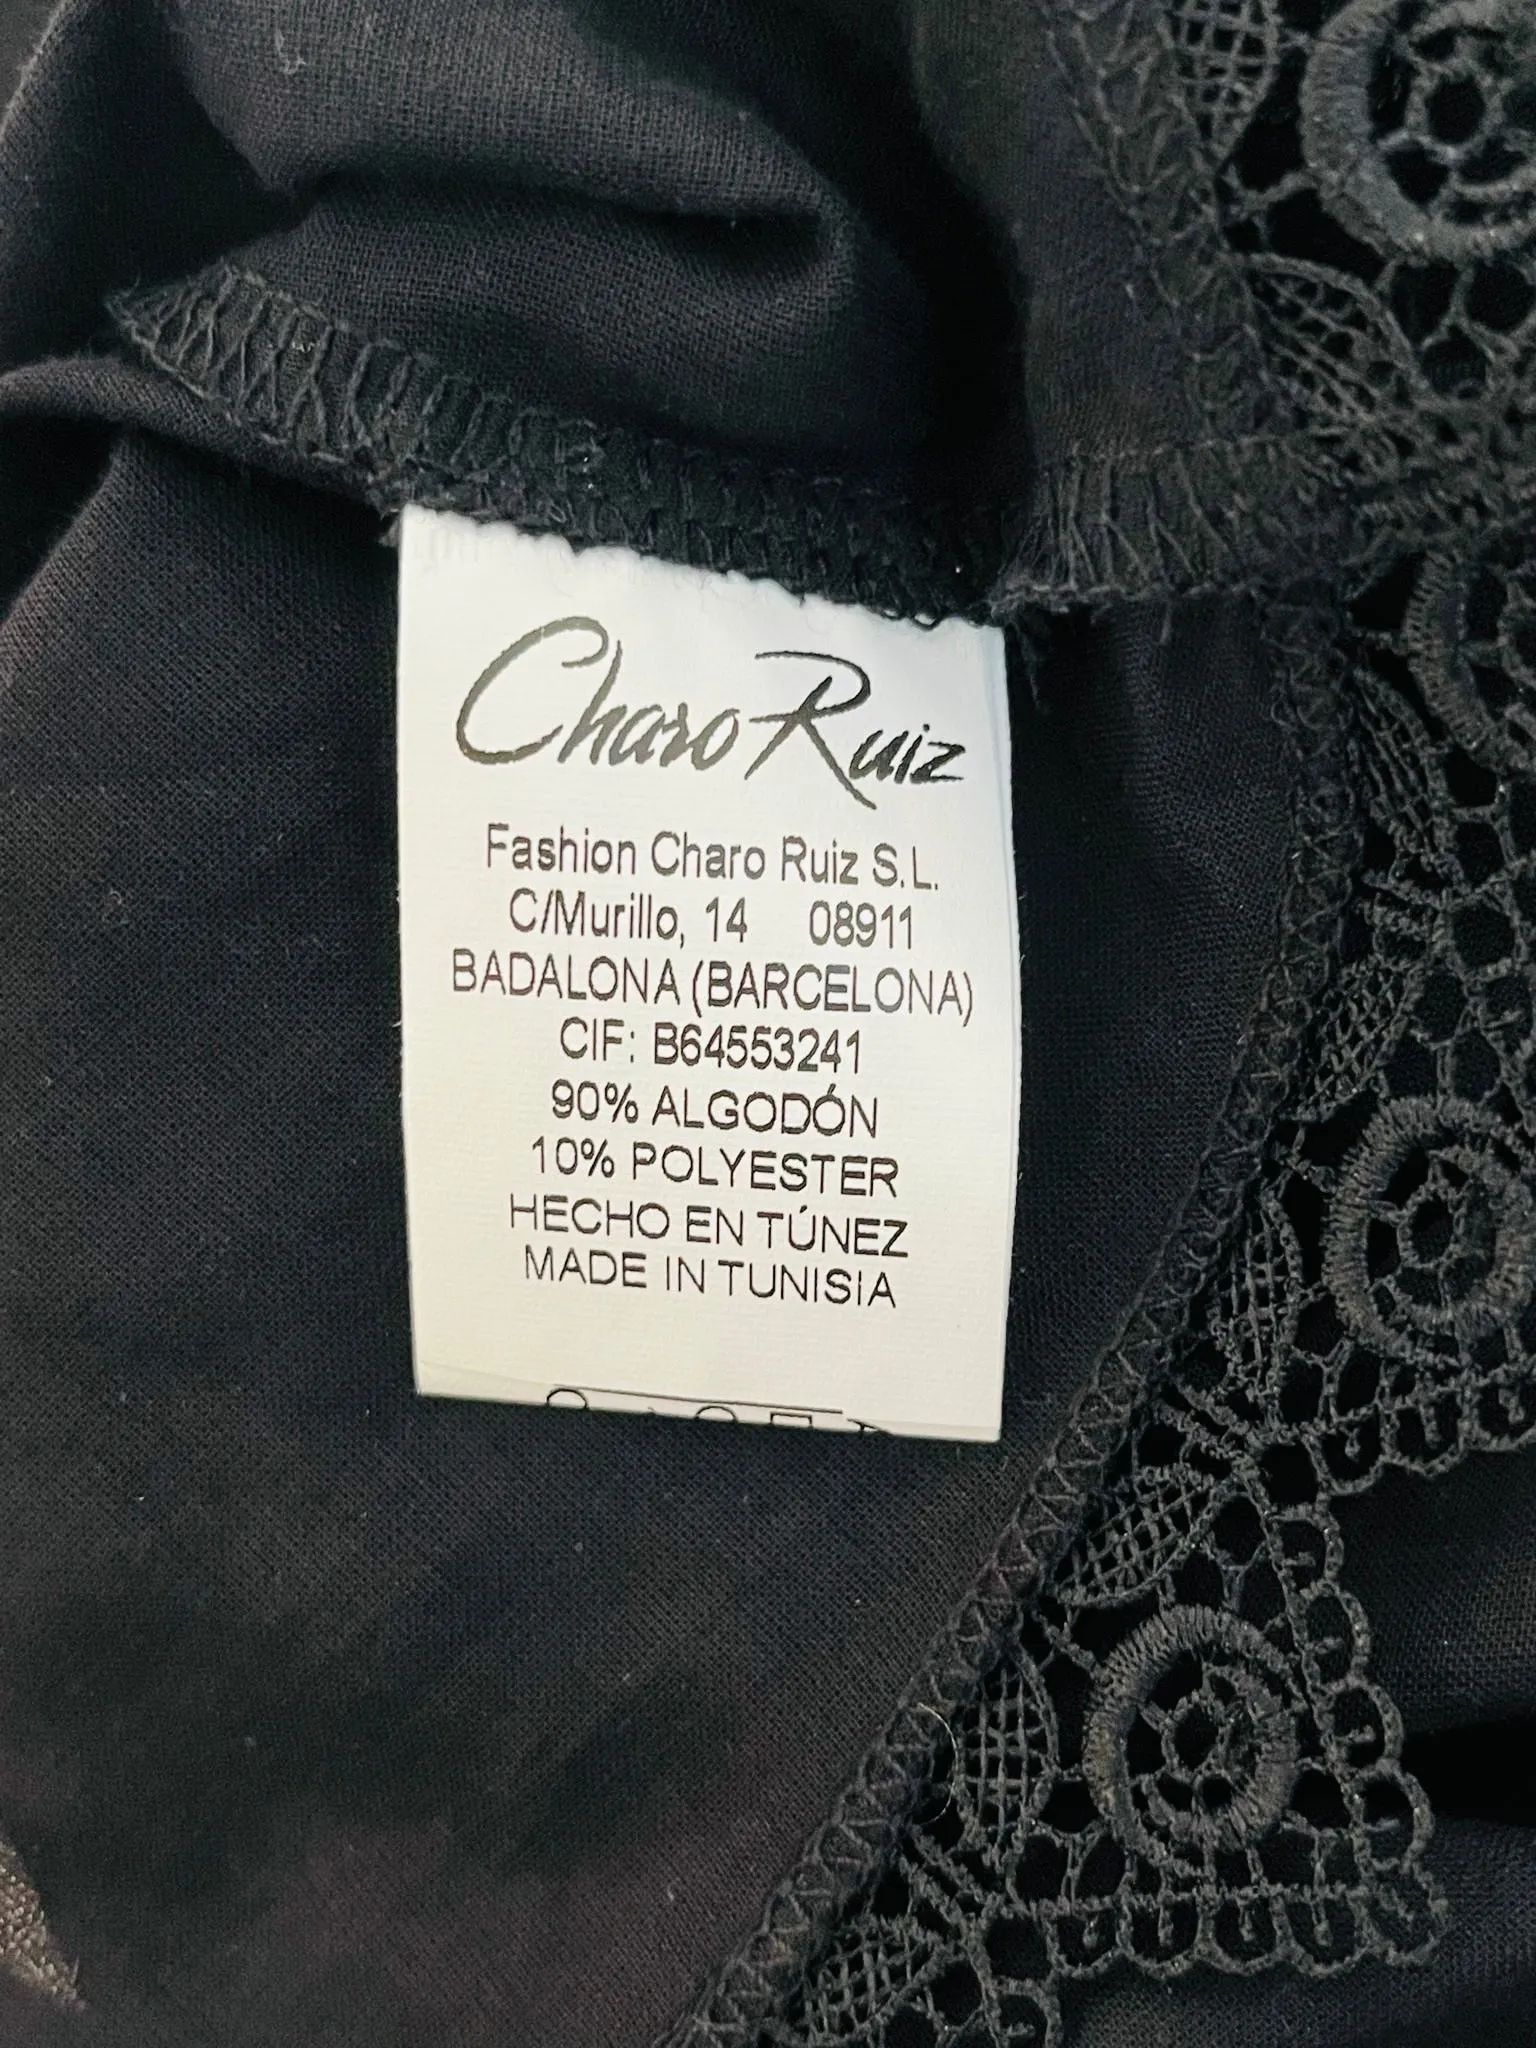 Charo Ruiz
Fashion Charo Ruiz S.L.
C/Murillo, 14 08911
BADALONA (BARCELONA)
CIF: B64553241
90% ALGODÓN
10% POLYESTER
HECHO EN TÚNEZ
MADE IN TUNISIA